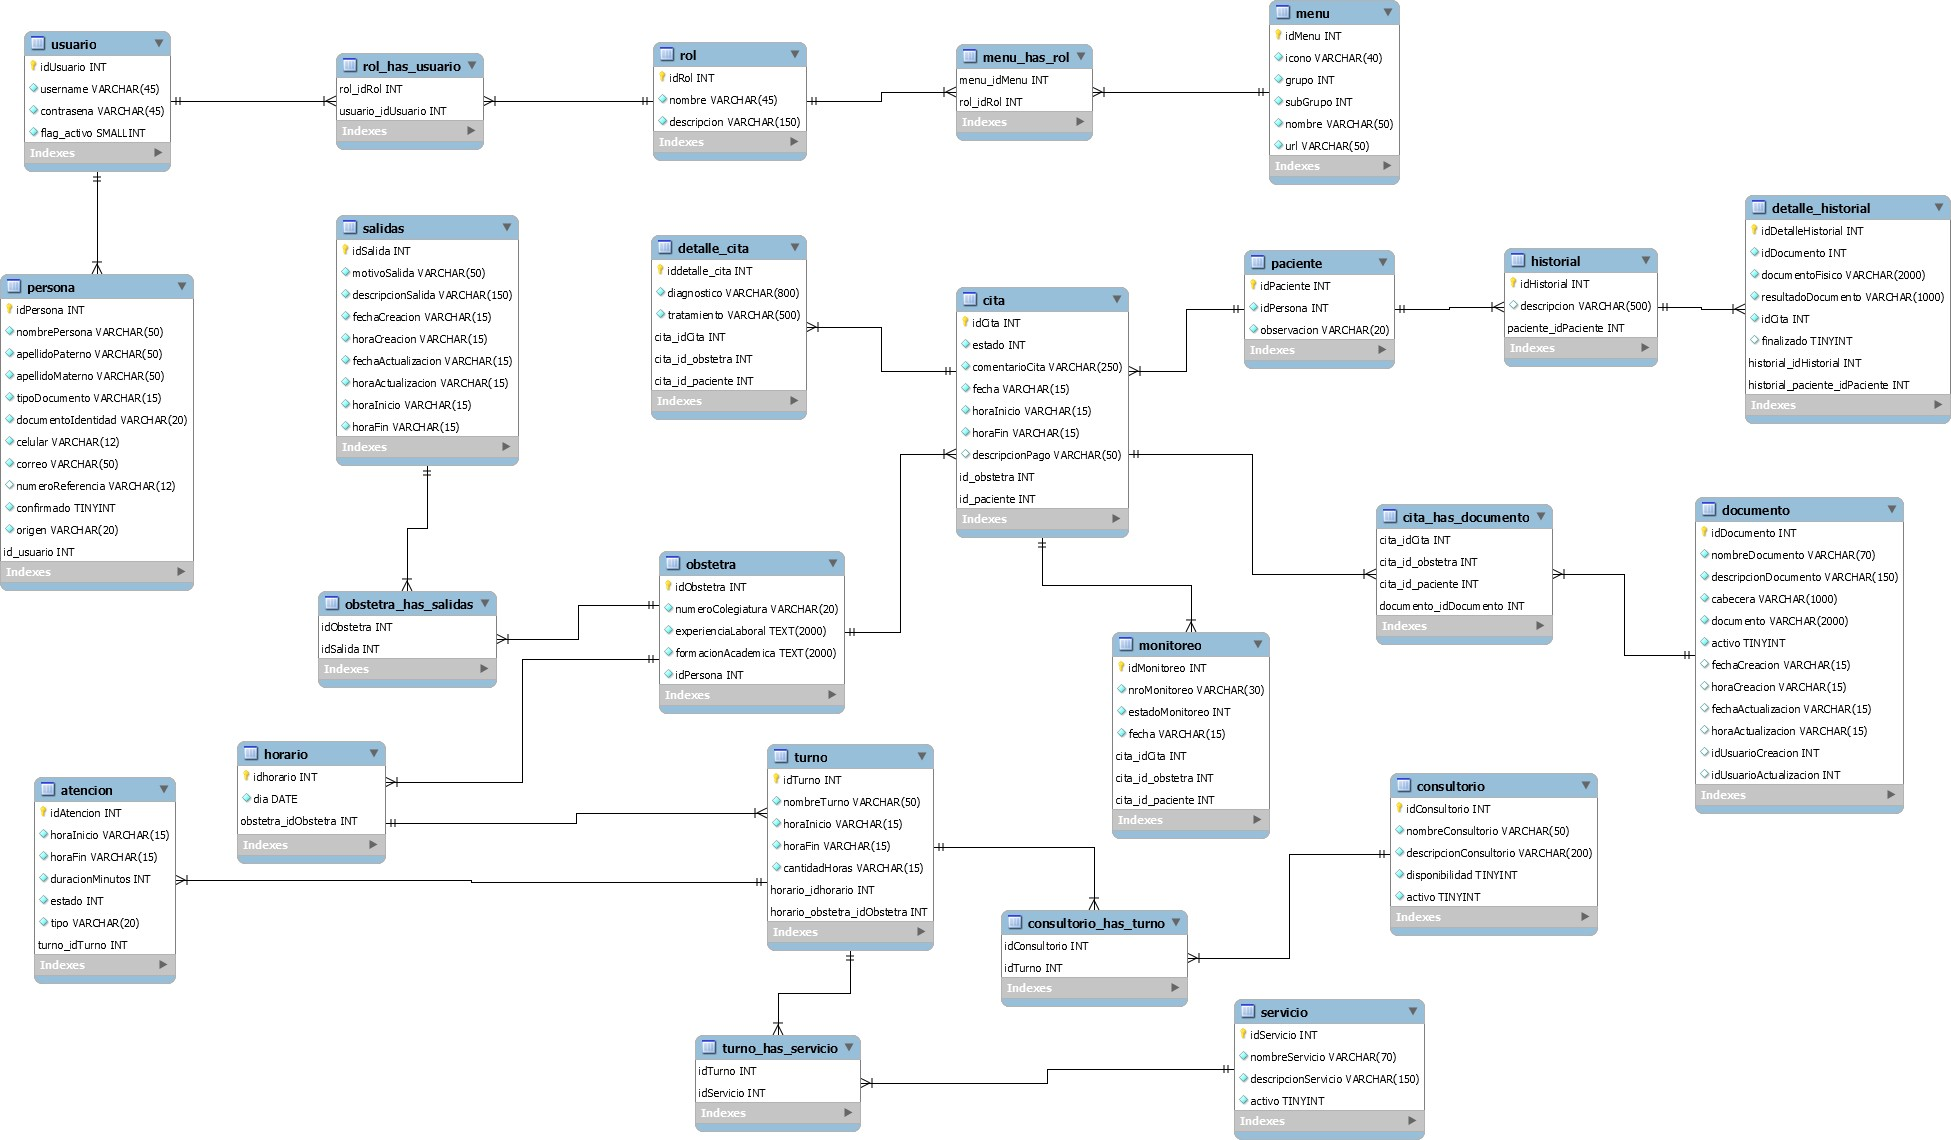 usuario
idUsuario INT
username VARCHAR(45)
contrasena VARCHAR(45)
flag_activo SMALLINT
Indexes
rol_has_usuario
rol_idRol INT
usuario_idUsuario INT
Indexes
rol
idRol INT
nombre VARCHAR(45)
descripcion VARCHAR(150)
Indexes
menu_has_rol
menu_idMenu INT
rol_idRol INT
Indexes
menu
idMenu INT
icono VARCHAR(40)
grupo INT
subGrupo INT
nombre VARCHAR(50)
url VARCHAR(50)
Indexes
persona
idPersona INT
nombrePersona VARCHAR(50)
apellidoPaterno VARCHAR(50)
apellidoMaterno VARCHAR(50)
tipoDocumento VARCHAR(15)
documentoIdentidad VARCHAR(20)
celular VARCHAR(12)
correo VARCHAR(50)
numeroReferencia VARCHAR(12)
confirmado TINYINT
origen VARCHAR(20)
id_usuario INT
Indexes
salidas
idSalida INT
motivoSalida VARCHAR(50)
descripcionSalida VARCHAR(150)
fechaCreacion VARCHAR(15)
horaCreacion VARCHAR(15)
fechaActualizacion VARCHAR(15)
horaActualizacion VARCHAR(15)
horaInicio VARCHAR(15)
horaFin VARCHAR(15)
Indexes
detalle_cita
iddetalle_cita INT
diagnostico VARCHAR(800)
tratamiento VARCHAR(500)
cita_idCita INT
cita_id_obstetra INT
cita_id_paciente INT
Indexes
cita
idCita INT
estado INT
comentarioCita VARCHAR(250)
fecha VARCHAR(15)
horaInicio VARCHAR(15)
horaFin VARCHAR(15)
descripcionPago VARCHAR(50)
id_obstetra INT
id_paciente INT
Indexes
paciente
idPaciente INT
idPersona INT
observacion VARCHAR(20)
Indexes
historial
idHistorial INT
descripcion VARCHAR(500)
paciente_idPaciente INT
Indexes
detalle_historial
idDetalleHistorial INT
idDocumento INT
documentoFisico VARCHAR(2000)
resultadoDocumento VARCHAR(1000)
idCita INT
finalizado TINYINT
historial_idHistorial INT
historial_paciente_idPaciente INT
Indexes
obstetra_has_salidas
idObstetra INT
idSalida INT
Indexes
obstetra
idObstetra INT
numeroColegiatura VARCHAR(20)
experienciaLaboral TEXT(2000)
formacionAcademica TEXT(2000)
idPersona INT
Indexes
cita_has_documento
cita_idCita INT
cita_id_obstetra INT
cita_id_paciente INT
documento_idDocumento INT
Indexes
documento
idDocumento INT
nombreDocumento VARCHAR(70)
descripcionDocumento VARCHAR(150)
cabecera VARCHAR(1000)
documento VARCHAR(2000)
activo TINYINT
fechaCreacion VARCHAR(15)
horaCreacion VARCHAR(15)
fechaActualizacion VARCHAR(15)
horaActualizacion VARCHAR(15)
idUsuarioCreacion INT
idUsuarioActualizacion INT
Indexes
monitoreo
idMonitoreo INT
nroMonitoreo VARCHAR(30)
estadoMonitoreo INT
fecha VARCHAR(15)
cita_idCita INT
cita_id_obstetra INT
cita_id_paciente INT
Indexes
horario
idhorario INT
dia DATE
obstetra_idObstetra INT
Indexes
atencion
idAtencion INT
horaInicio VARCHAR(15)
horaFin VARCHAR(15)
duracionMinutos INT
estado INT
tipo VARCHAR(20)
turno_idTurno INT
Indexes
turno
idTurno INT
nombreTurno VARCHAR(50)
horaInicio VARCHAR(15)
horaFin VARCHAR(15)
cantidadHoras VARCHAR(15)
horario_idhorario INT
horario_obstetra_idObstetra INT
Indexes
consultorio
idConsultorio INT
nombreConsultorio VARCHAR(50)
descripcionConsultorio VARCHAR(200)
disponibilidad TINYINT
activo TINYINT
Indexes
consultorio_has_turno
idConsultorio INT
idTurno INT
Indexes
turno_has_servicio
idTurno INT
idServicio INT
Indexes
servicio
idServicio INT
nombreServicio VARCHAR(70)
descripcionServicio VARCHAR(150)
activo TINYINT
Indexes